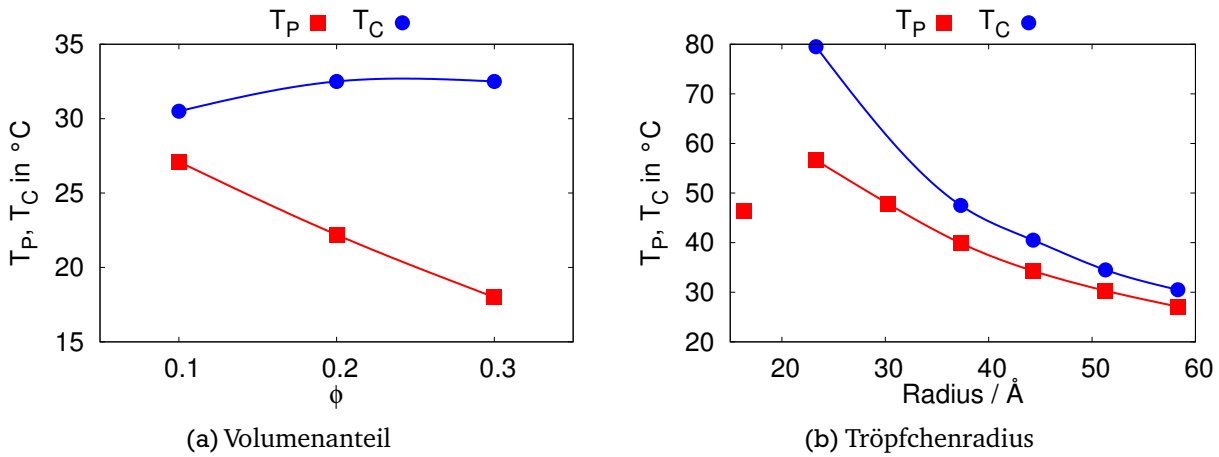 T_P T_C
35
30
25
20
15
T_P, T_C in °C
0.1 0.2 0.3
ϕ
(a) Volumenanteil
T_P T_C
80
70
60
50
40
30
20
T_P, T_C in °C
20 30 40 50 60
Radius / Å
(b) Tröpfchenradius